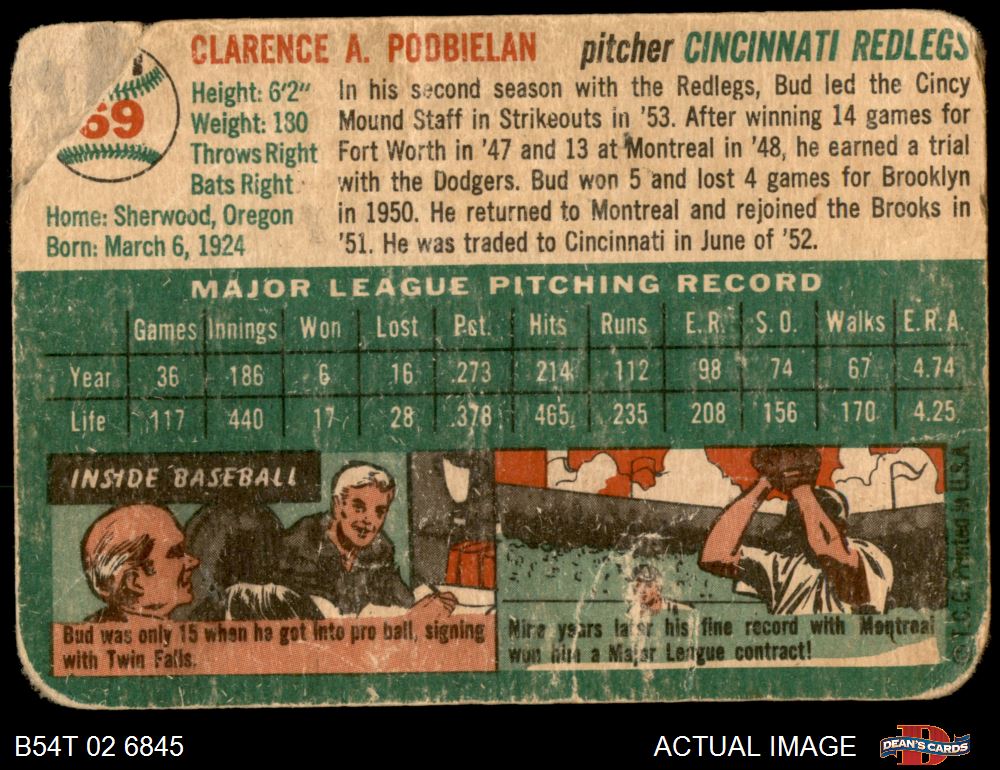 69
CLARENCE A. PODBIELAN pitcher CINCINNATI REDLEGS
Height: 6'2"
Weight: 180
Throws Right
Bats Right
Home: Sherwood, Oregon
Born: March 6, 1924
In his second season with the Redlegs, Bud led the Cincy
Mound Staff in Strikeouts in '53. After winning 14 games for
Fort Worth in '47 and 13 at Montreal in '48, he earned a trial
with the Dodgers. Bud won 5 and lost 4 games for Brooklyn
in 1950. He returned to Montreal and rejoined the Brooks in
'51. He was traded to Cincinnati in June of '52.
MAJOR LEAGUE PITCHING RECORD
Games Innings Won Lost Pct. Hits Runs E.R. S.O. Walks E.R.A.
Year 36 186 6 16 .273 214 112 98 74 67 4.74
Life 117 440 17 28 .378 465 235 208 156 170 4.25
INSIDE BASEBALL
Bud was only 15 when he got into pro ball, signing
with Twin Falls.
Nine years later his fine record with Montreal
won him a Major League contract!
© T.C.G. Printed in U.S.A.
B54T 02 6845
ACTUAL IMAGE
D
DEAN'S CARDS